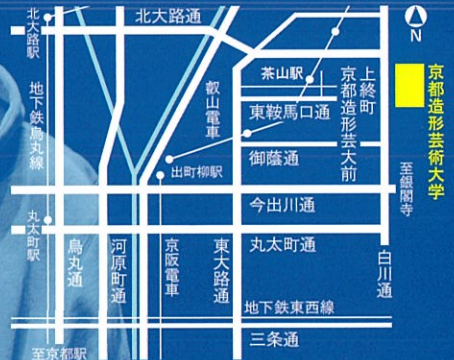 北大路通
北大路駅
N
地下鉄烏丸線
叡山電車
茶山駅
上終町
京都造形芸大前
京都造形芸術大学
東鞍馬口通
御蔭通
出町柳駅
至銀閣寺
今出川通
丸太町駅
丸太町通
烏丸通
河原町通
京阪電車
東大路通
白川通
地下鉄東西線
三条通
至京都駅